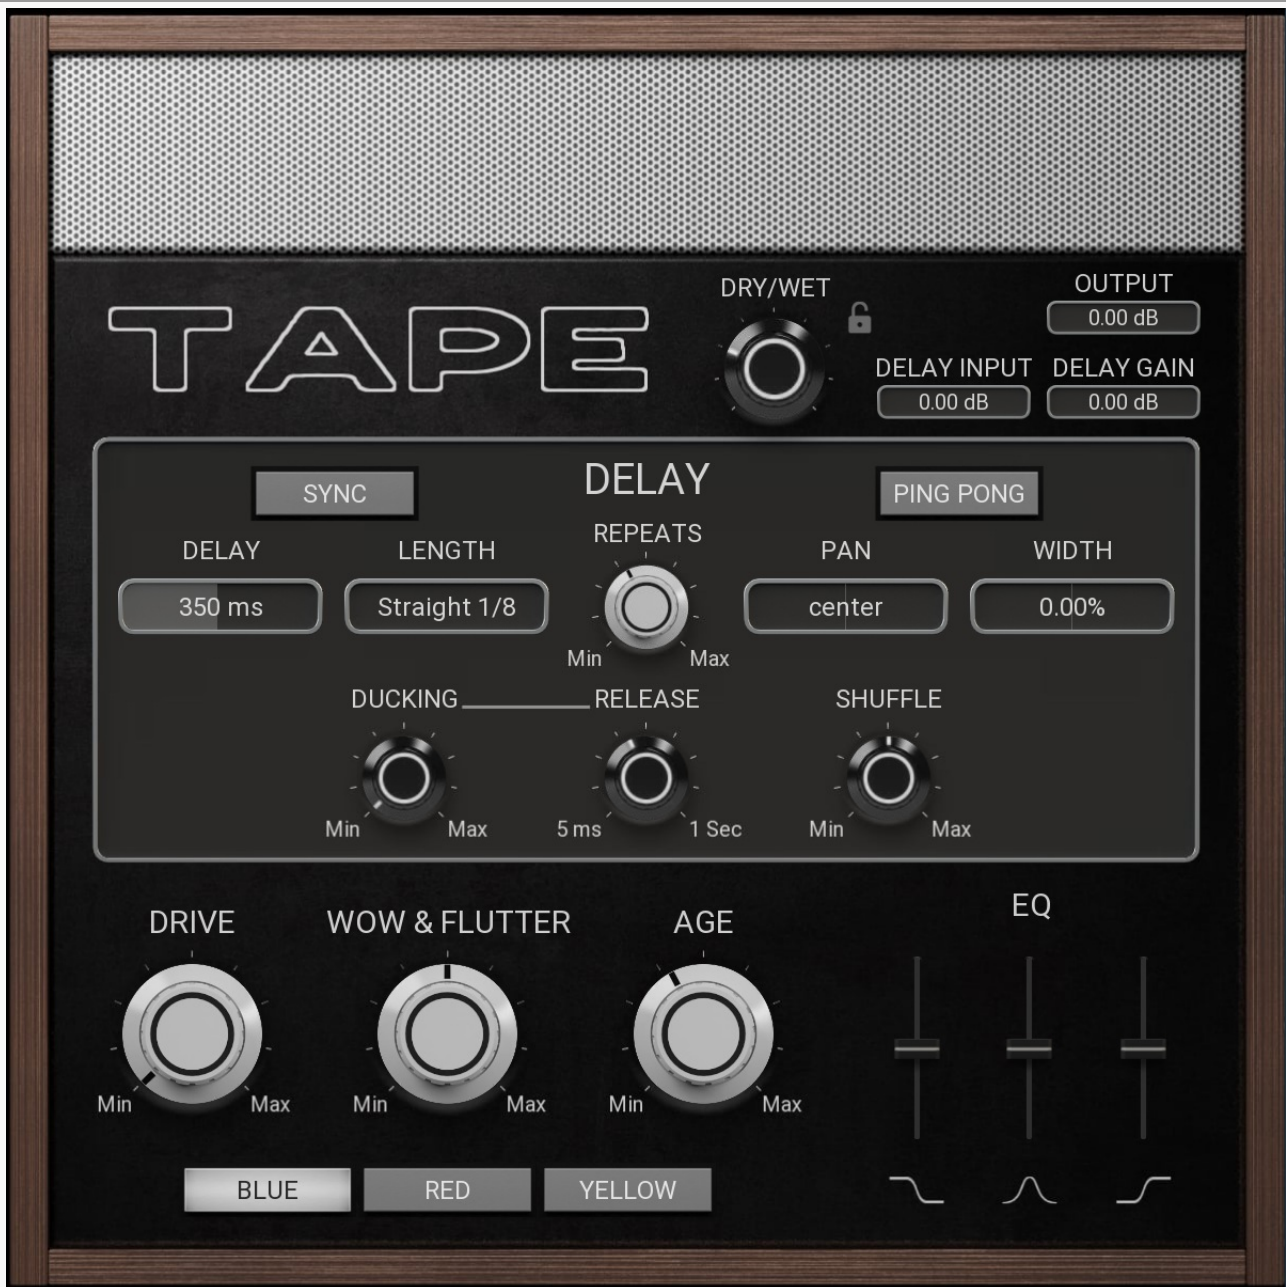 TAPE
DRY/WET
OUTPUT
0.00 dB
DELAY INPUT
0.00 dB
DELAY GAIN
0.00 dB
DELAY
SYNC
PING PONG
DELAY
350 ms
LENGTH
Straight 1/8
REPEATS
Min
Max
PAN
center
WIDTH
0.00%
DUCKING
Min
Max
RELEASE
5 ms
1 Sec
SHUFFLE
Min
Max
DRIVE
Min
Max
WOW & FLUTTER
Min
Max
AGE
Min
Max
EQ
BLUE
RED
YELLOW